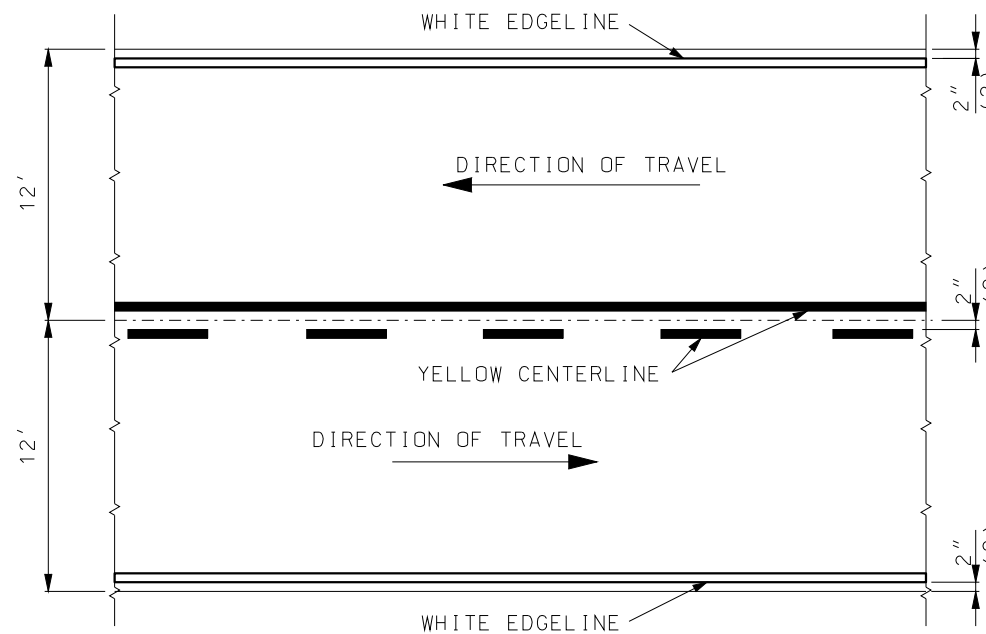 WHITE EDGELINE
2"
12'
DIRECTION OF TRAVEL
2"
YELLOW CENTERLINE
12'
DIRECTION OF TRAVEL
2"
WHITE EDGELINE